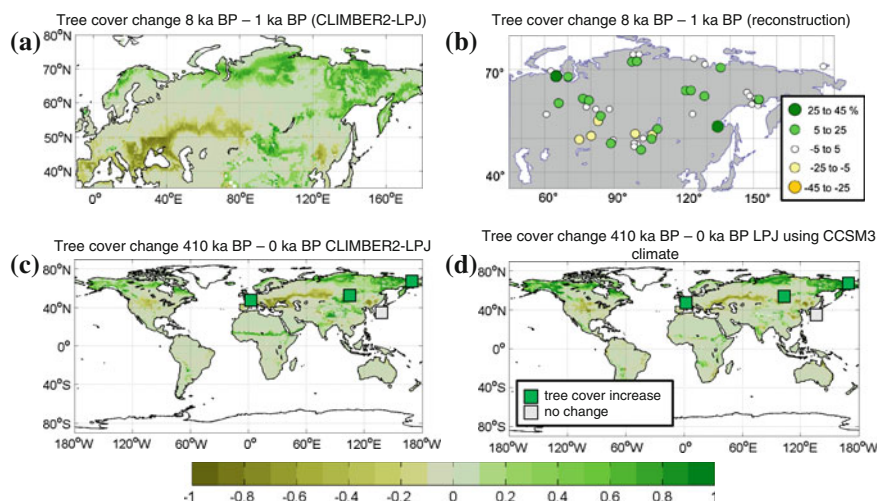 Tree cover change 8 ka BP – 1 ka BP (CLIMBER2-LPJ)
Tree cover change 8 ka BP – 1 ka BP (reconstruction)
(a)
80°N
70°N
60°N
50°N
40°N
0°E
40°E
80°E
120°E
160°E
(b)
70°
40°
60°
90°
120°
150°
25 to 45 %
5 to 25
-5 to 5
-25 to -5
-45 to -25
Tree cover change 410 ka BP – 0 ka BP CLIMBER2-LPJ
Tree cover change 410 ka BP – 0 ka BP LPJ using CCSM3
climate
(c)
80°N
40°N
0°
40°S
80°S
180°W
120°W
60°W
0°E
60°E
120°E
180°W
(d)
80°N
40°N
0°
40°S
80°S
180°W
120°W
60°W
0°E
60°E
120°E
180°W
tree cover increase
no change
-1
-0.8
-0.6
-0.4
-0.2
0
0.2
0.4
0.6
0.8
1